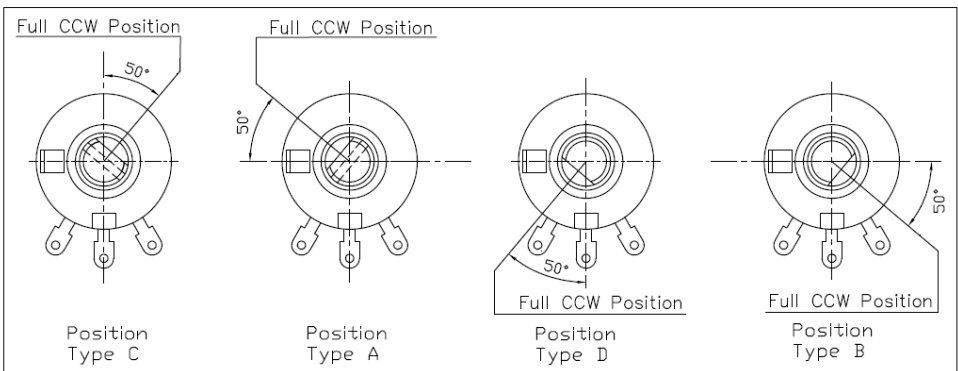 Full CCW Position
50°
Position
Type C
Full CCW Position
50°
Position
Type A
50°
Full CCW Position
Position
Type D
50°
Full CCW Position
Position
Type B